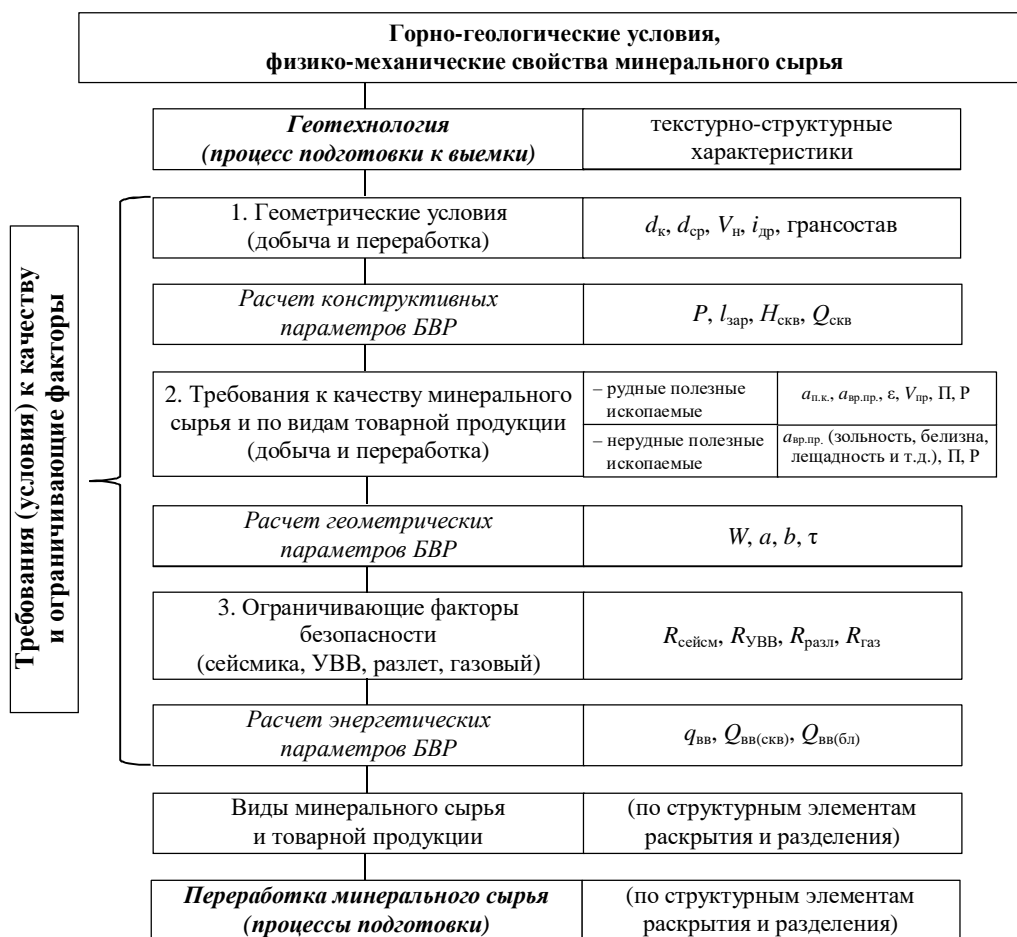 Горно-геологические условия,
физико-механические свойства минерального сырья
Геотехнология
(процесс подготовки к выемки)
текстурно-структурные
характеристики
Требования (условия) к качеству
и ограничивающие факторы
1. Геометрические условия
(добыча и переработка)
dк, dср, Vн, iдр, грансостав
Расчет конструктивных
параметров БВР
P, lзар, Hскв, Qскв
2. Требования к качеству минерального
сырья и по видам товарной продукции
(добыча и переработка)
– рудные полезные
ископаемые
aп.к., aвр.пр., ε, Vпр, П, Р
– нерудные полезные
ископаемые
aвр.пр. (зольность, белизна,
лещадность и т.д.), П, Р
Расчет геометрических
параметров БВР
W, a, b, τ
3. Ограничивающие факторы
безопасности
(сейсмика, УВВ, разлет, газовый)
Rсейсм, RУВВ, Rразл, Rгаз
Расчет энергетических
параметров БВР
qвв, Qвв(скв), Qвв(бл)
Виды минерального сырья
и товарной продукции
(по структурным элементам
раскрытия и разделения)
Переработка минерального сырья
(процессы подготовки)
(по структурным элементам
раскрытия и разделения)